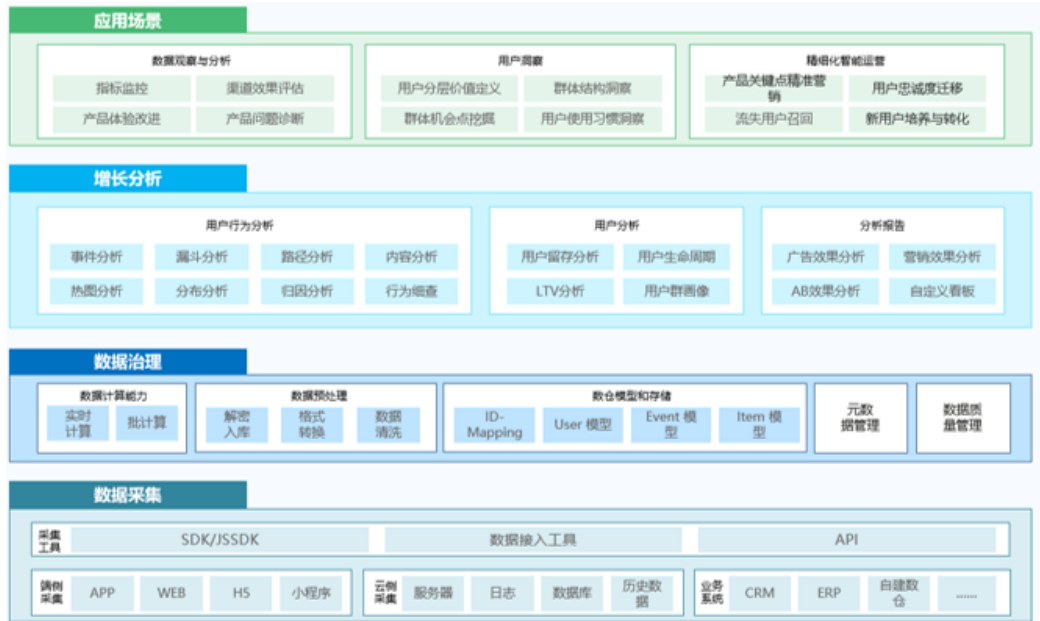 应用场景
数据观察与分析
指标监控
渠道效果评估
产品体验改进
产品问题诊断
用户洞察
用户分层价值定义
群体结构洞察
群体机会点挖掘
用户使用习惯洞察
精细化智能运营
产品关键点精准营
销
用户忠诚度迁移
流失用户召回
新用户培养与转化
增长分析
用户行为分析
事件分析
漏斗分析
路径分析
内容分析
热图分析
分布分析
归因分析
行为细查
用户分析
用户留存分析
用户生命周期
LTV分析
用户群画像
分析报告
广告效果分析
营销效果分析
AB效果分析
自定义看板
数据治理
数据计算能力
实时
计算
批计算
数据预处理
解密
入库
格式
转换
数据
清洗
数仓模型和存储
ID-
Mapping
User 模型
Event 模
型
Item 模
型
元数
据管理
数据质
量管理
数据采集
采集
工具
SDK/JSSDK
数据接入工具
API
端侧
采集
APP
WEB
H5
小程序
云侧
采集
服务器
日志
数据库
历史数
据
业务
系统
CRM
ERP
自建数
仓
......